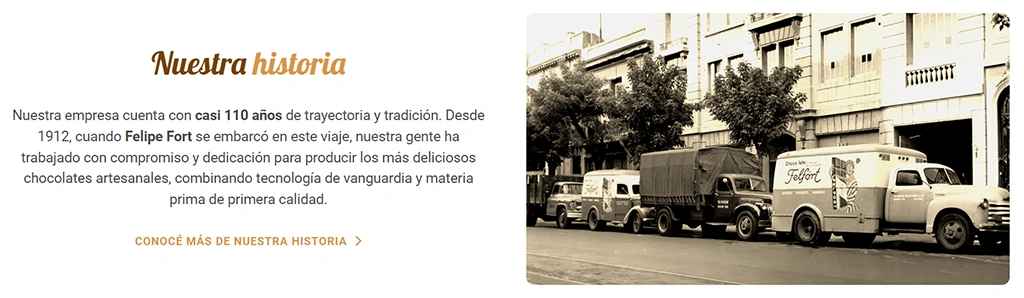 Nuestra historia
Nuestra empresa cuenta con casi 110 años de trayectoria y tradición. Desde
1912, cuando Felipe Fort se embarcó en este viaje, nuestra gente ha
trabajado con compromiso y dedicación para producir los más deliciosos
chocolates artesanales, combinando tecnología de vanguardia y materia
prima de primera calidad.
CONOCÉ MÁS DE NUESTRA HISTORIA
Felfort
Felfort